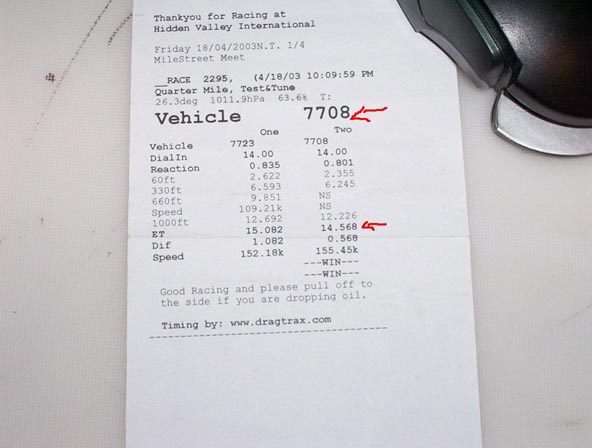 Thankyou for Racing at
Hidden Valley International
Friday 18/04/2003N.T. 1/4
MileStreet Meet
__RACE 2295, (4/18/03 10:09:59 PM
Quarter Mile, Test&Tune
26.3deg 1011.9hPa 63.6% T:
Vehicle 7708
One Two
Vehicle 7723 7708
DialIn 14.00 14.00
Reaction 0.835 0.801
60ft 2.622 2.355
330ft 6.593 6.245
660ft 9.851 NS
Speed 109.21k NS
1000ft 12.692 12.226
ET 15.082 14.568
Dif 1.082 0.568
Speed 152.18k 155.45k
---WIN---
---WIN---
Good Racing and please pull off to
the side if you are dropping oil.
Timing by: www.dragtrax.com